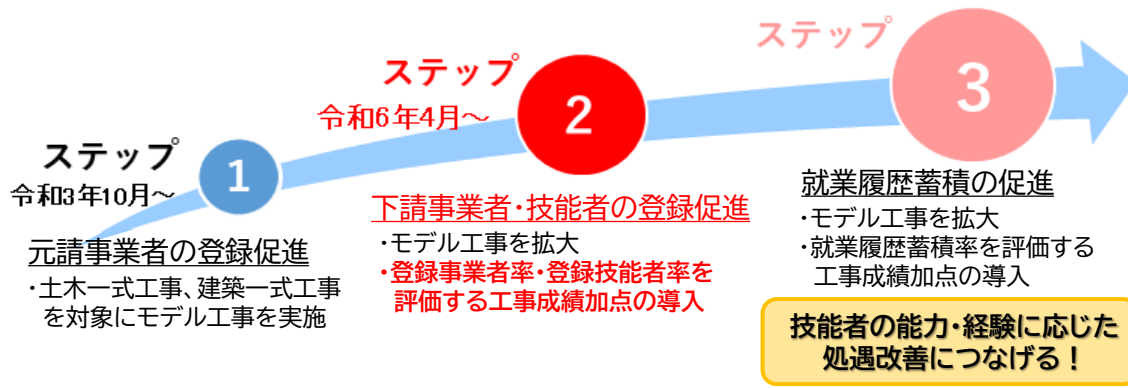 ステップ
1
令和3年10月～
元請事業者の登録促進
・土木一式工事、建築一式工事
を対象にモデル工事を実施
ステップ
2
令和6年4月～
下請事業者・技能者の登録促進
・モデル工事を拡大
・登録事業者率・登録技能者率を
評価する工事成績加点の導入
ステップ
3
就業履歴蓄積の促進
・モデル工事を拡大
・就業履歴蓄積率を評価する
工事成績加点の導入
技能者の能力・経験に応じた
処遇改善につなげる！